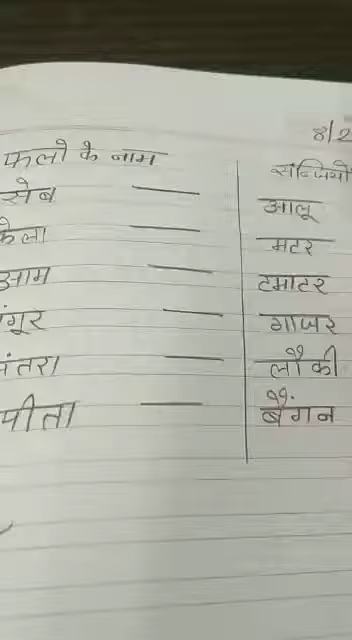 8/2
फलो के नाम
सब्जियो
सेब
आलू
केला
मटर
आम
टमाटर
ंगूर
गाजर
ंतरा
लौकी
पीता
बैंगन